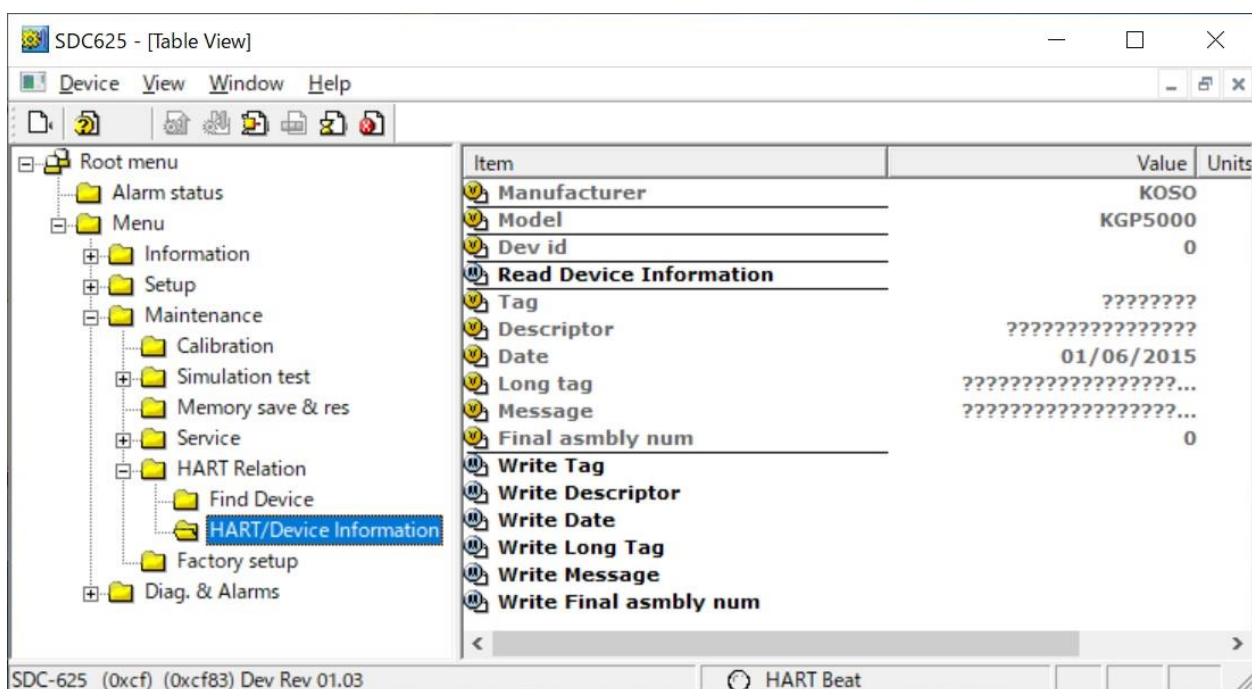 SDC625 - [Table View]
Device View Window Help
Root menu
Alarm status
Menu
Information
Setup
Maintenance
Calibration
Simulation test
Memory save & res
Service
HART Relation
Find Device
HART/Device Information
Factory setup
Diag. & Alarms
Item Value Units
Manufacturer KOSO
Model KGP5000
Dev id 0
Read Device Information
Tag ????????
Descriptor ????????????????
Date 01/06/2015
Long tag ??????????????????...
Message ??????????????????...
Final asmbly num 0
Write Tag
Write Descriptor
Write Date
Write Long Tag
Write Message
Write Final asmbly num
SDC-625 (0xcf) (0xcf83) Dev Rev 01.03 HART Beat